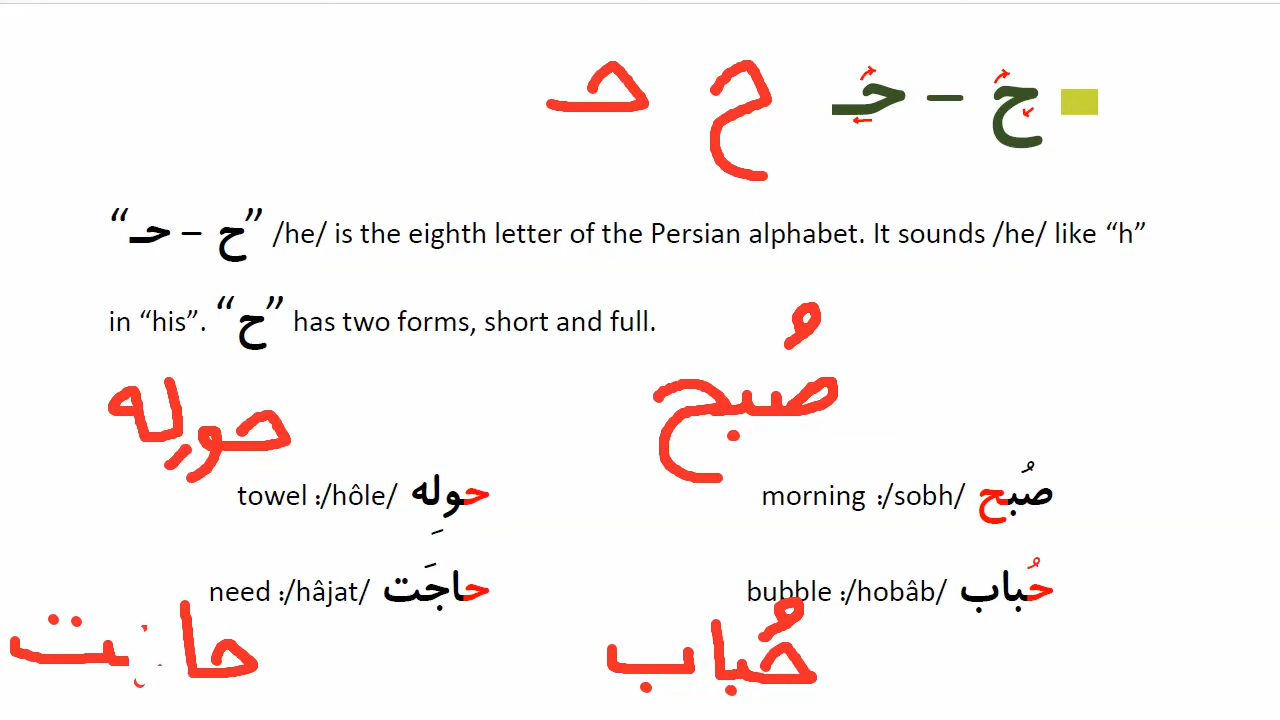 ح – حـ ح حـ
“ح – حـ” /he/ is the eighth letter of the Persian alphabet. It sounds /he/ like “h”
in “his”. “ح” has two forms, short and full.
صُبح
حولِه
صُبح /sobh/: morning
حولِه /hôle/: towel
حُباب /hobâb/: bubble
حاجَت /hâjat/: need
حُباب
حا ت